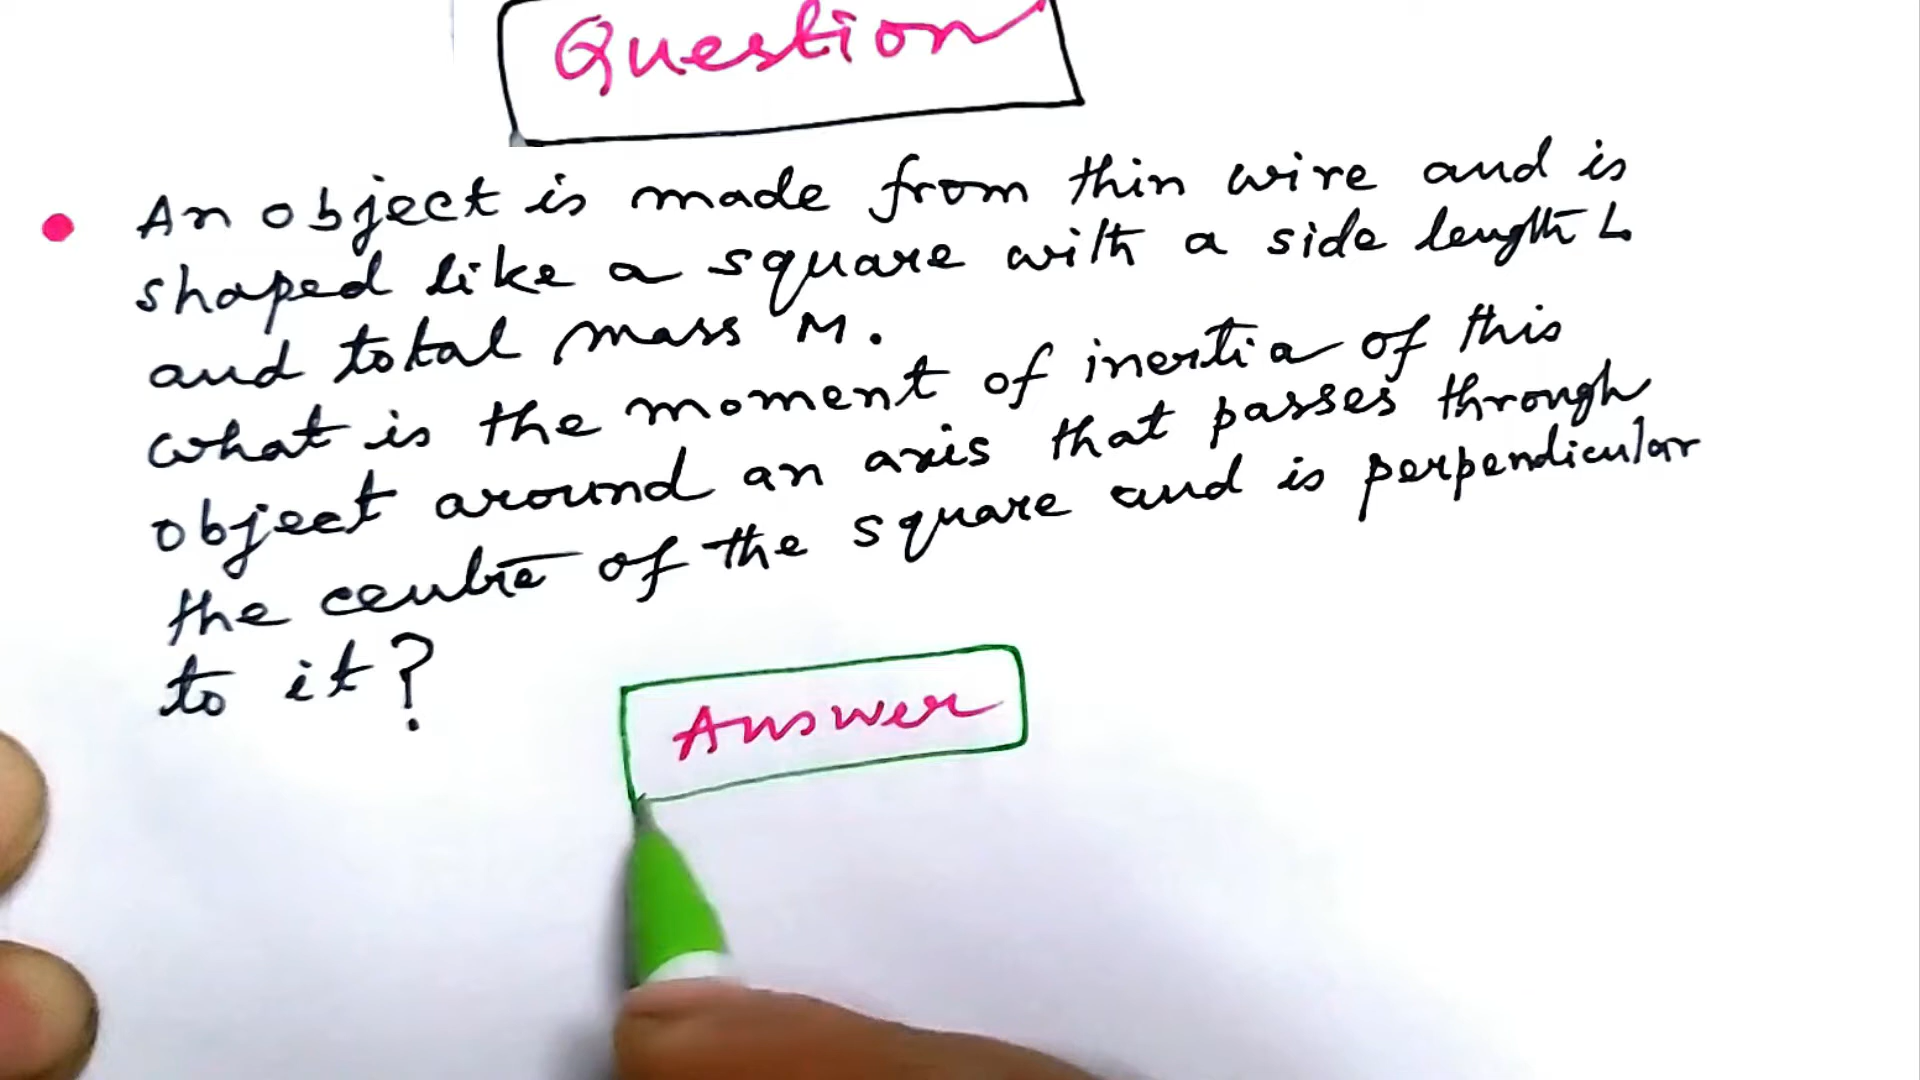 Question
An object is made from thin wire and is
shaped like a square with a side length L
and total mass M.
What is the moment of inertia of this
object around an axis that passes through
the centre of the square and is perpendicular
to it?
Answer